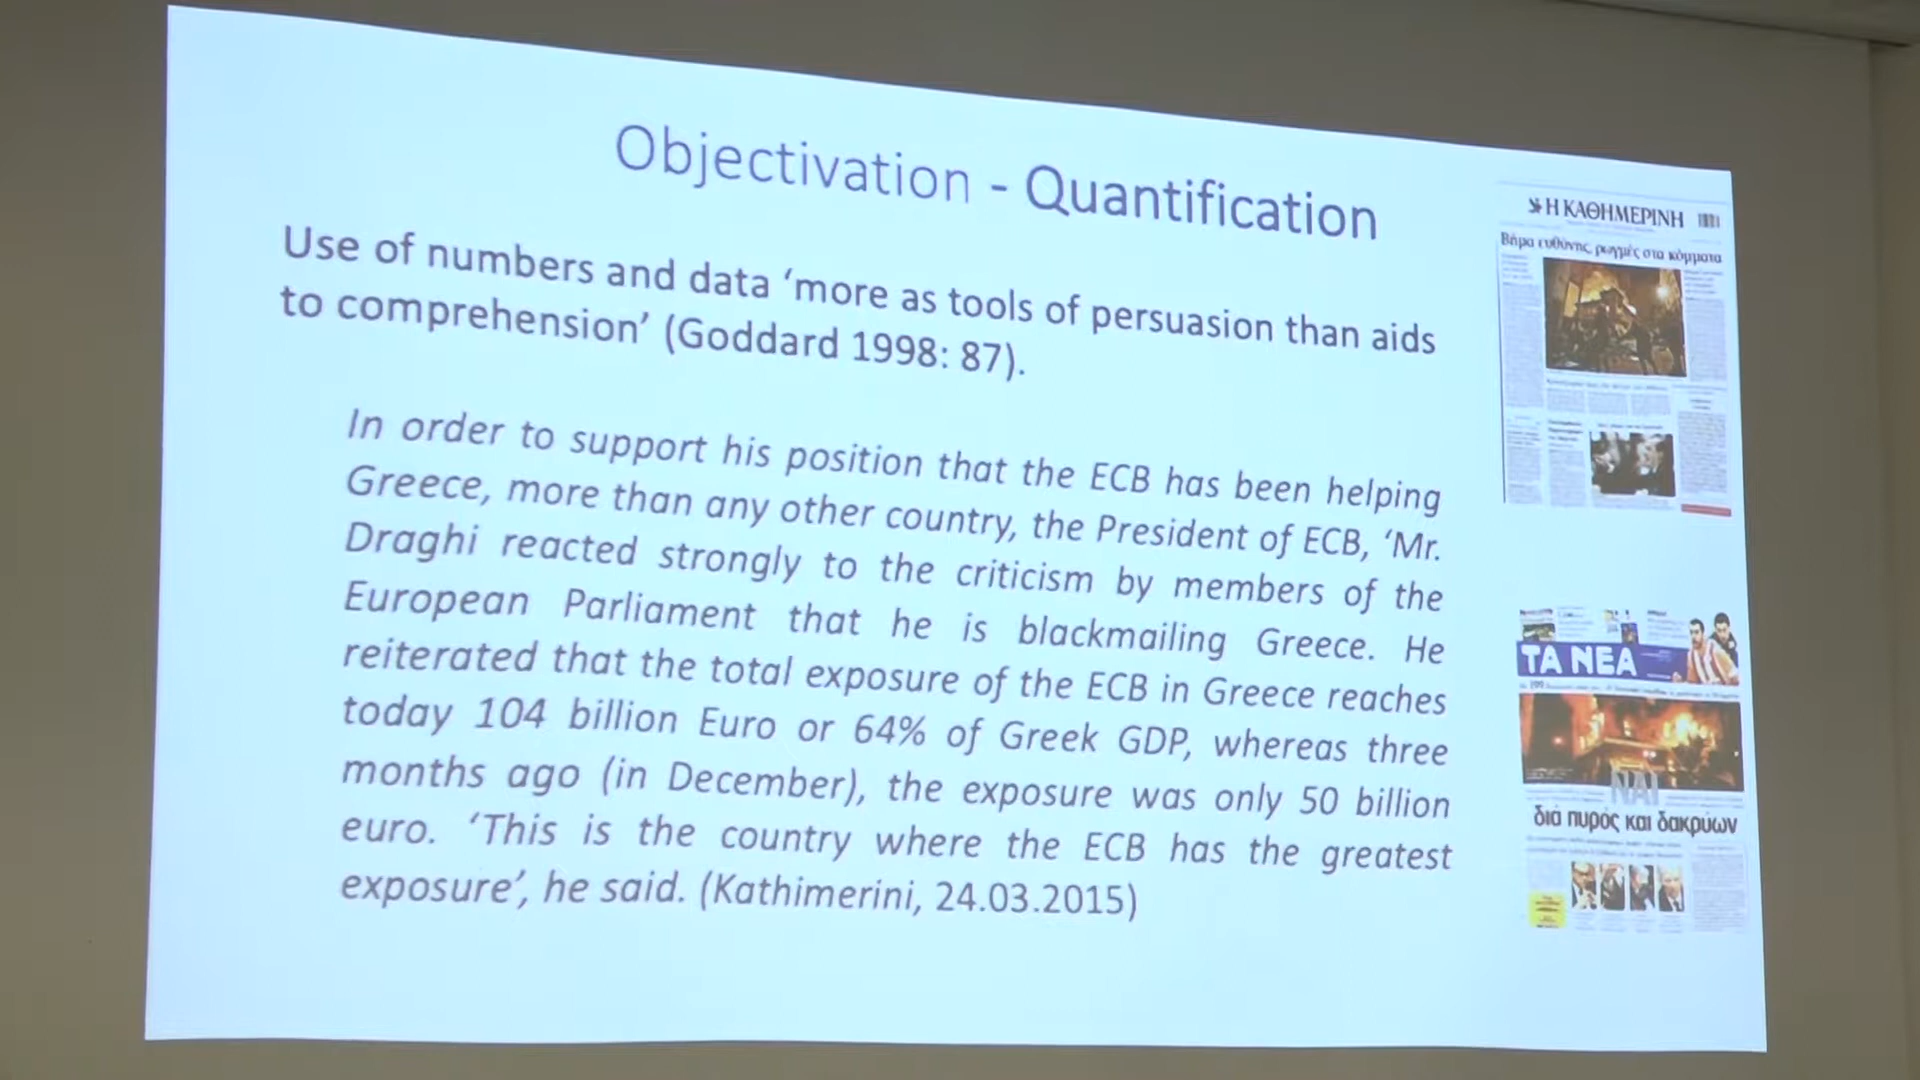 Objectivation - Quantification
Use of numbers and data ‘more as tools of persuasion than aids
to comprehension’ (Goddard 1998: 87).
In order to support his position that the ECB has been helping
Greece, more than any other country, the President of ECB, ‘Mr.
Draghi reacted strongly to the criticism by members of the
European Parliament that he is blackmailing Greece. He
reiterated that the total exposure of the ECB in Greece reaches
today 104 billion Euro or 64% of Greek GDP, whereas three
months ago (in December), the exposure was only 50 billion
euro. ‘This is the country where the ECB has the greatest
exposure’, he said. (Kathimerini, 24.03.2015)
Η ΚΑΘΗΜΕΡΙΝΗ
Βήμα ευθύνης, ρωγμές στα κόμματα
ΤΑ ΝΕΑ
ΝΑΙ
διά πυρός και δακρύων